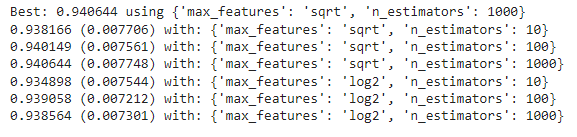 Best: 0.940644 using {'max_features': 'sqrt', 'n_estimators': 1000}
0.938166 (0.007706) with: {'max_features': 'sqrt', 'n_estimators': 10}
0.940149 (0.007561) with: {'max_features': 'sqrt', 'n_estimators': 100}
0.940644 (0.007748) with: {'max_features': 'sqrt', 'n_estimators': 1000}
0.934898 (0.007544) with: {'max_features': 'log2', 'n_estimators': 10}
0.939058 (0.007212) with: {'max_features': 'log2', 'n_estimators': 100}
0.938564 (0.007301) with: {'max_features': 'log2', 'n_estimators': 1000}